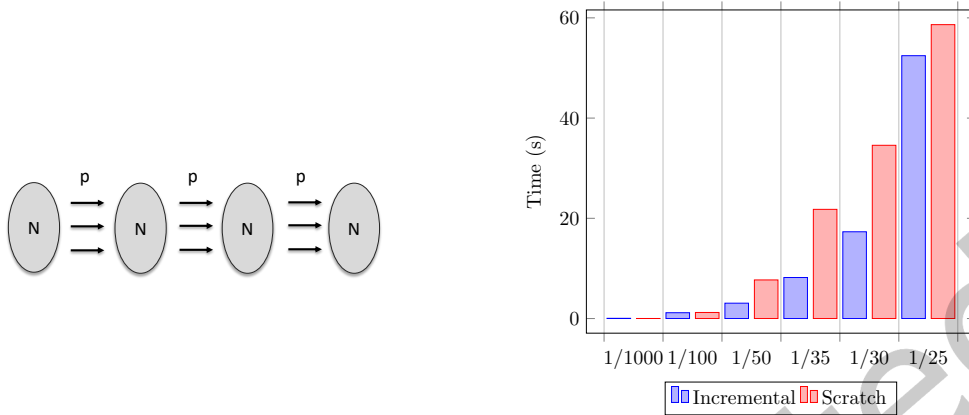 p p p
N N N N
Time (s)
60
40
20
0
1/1000 1/100 1/50 1/35 1/30 1/25
Incremental Scratch